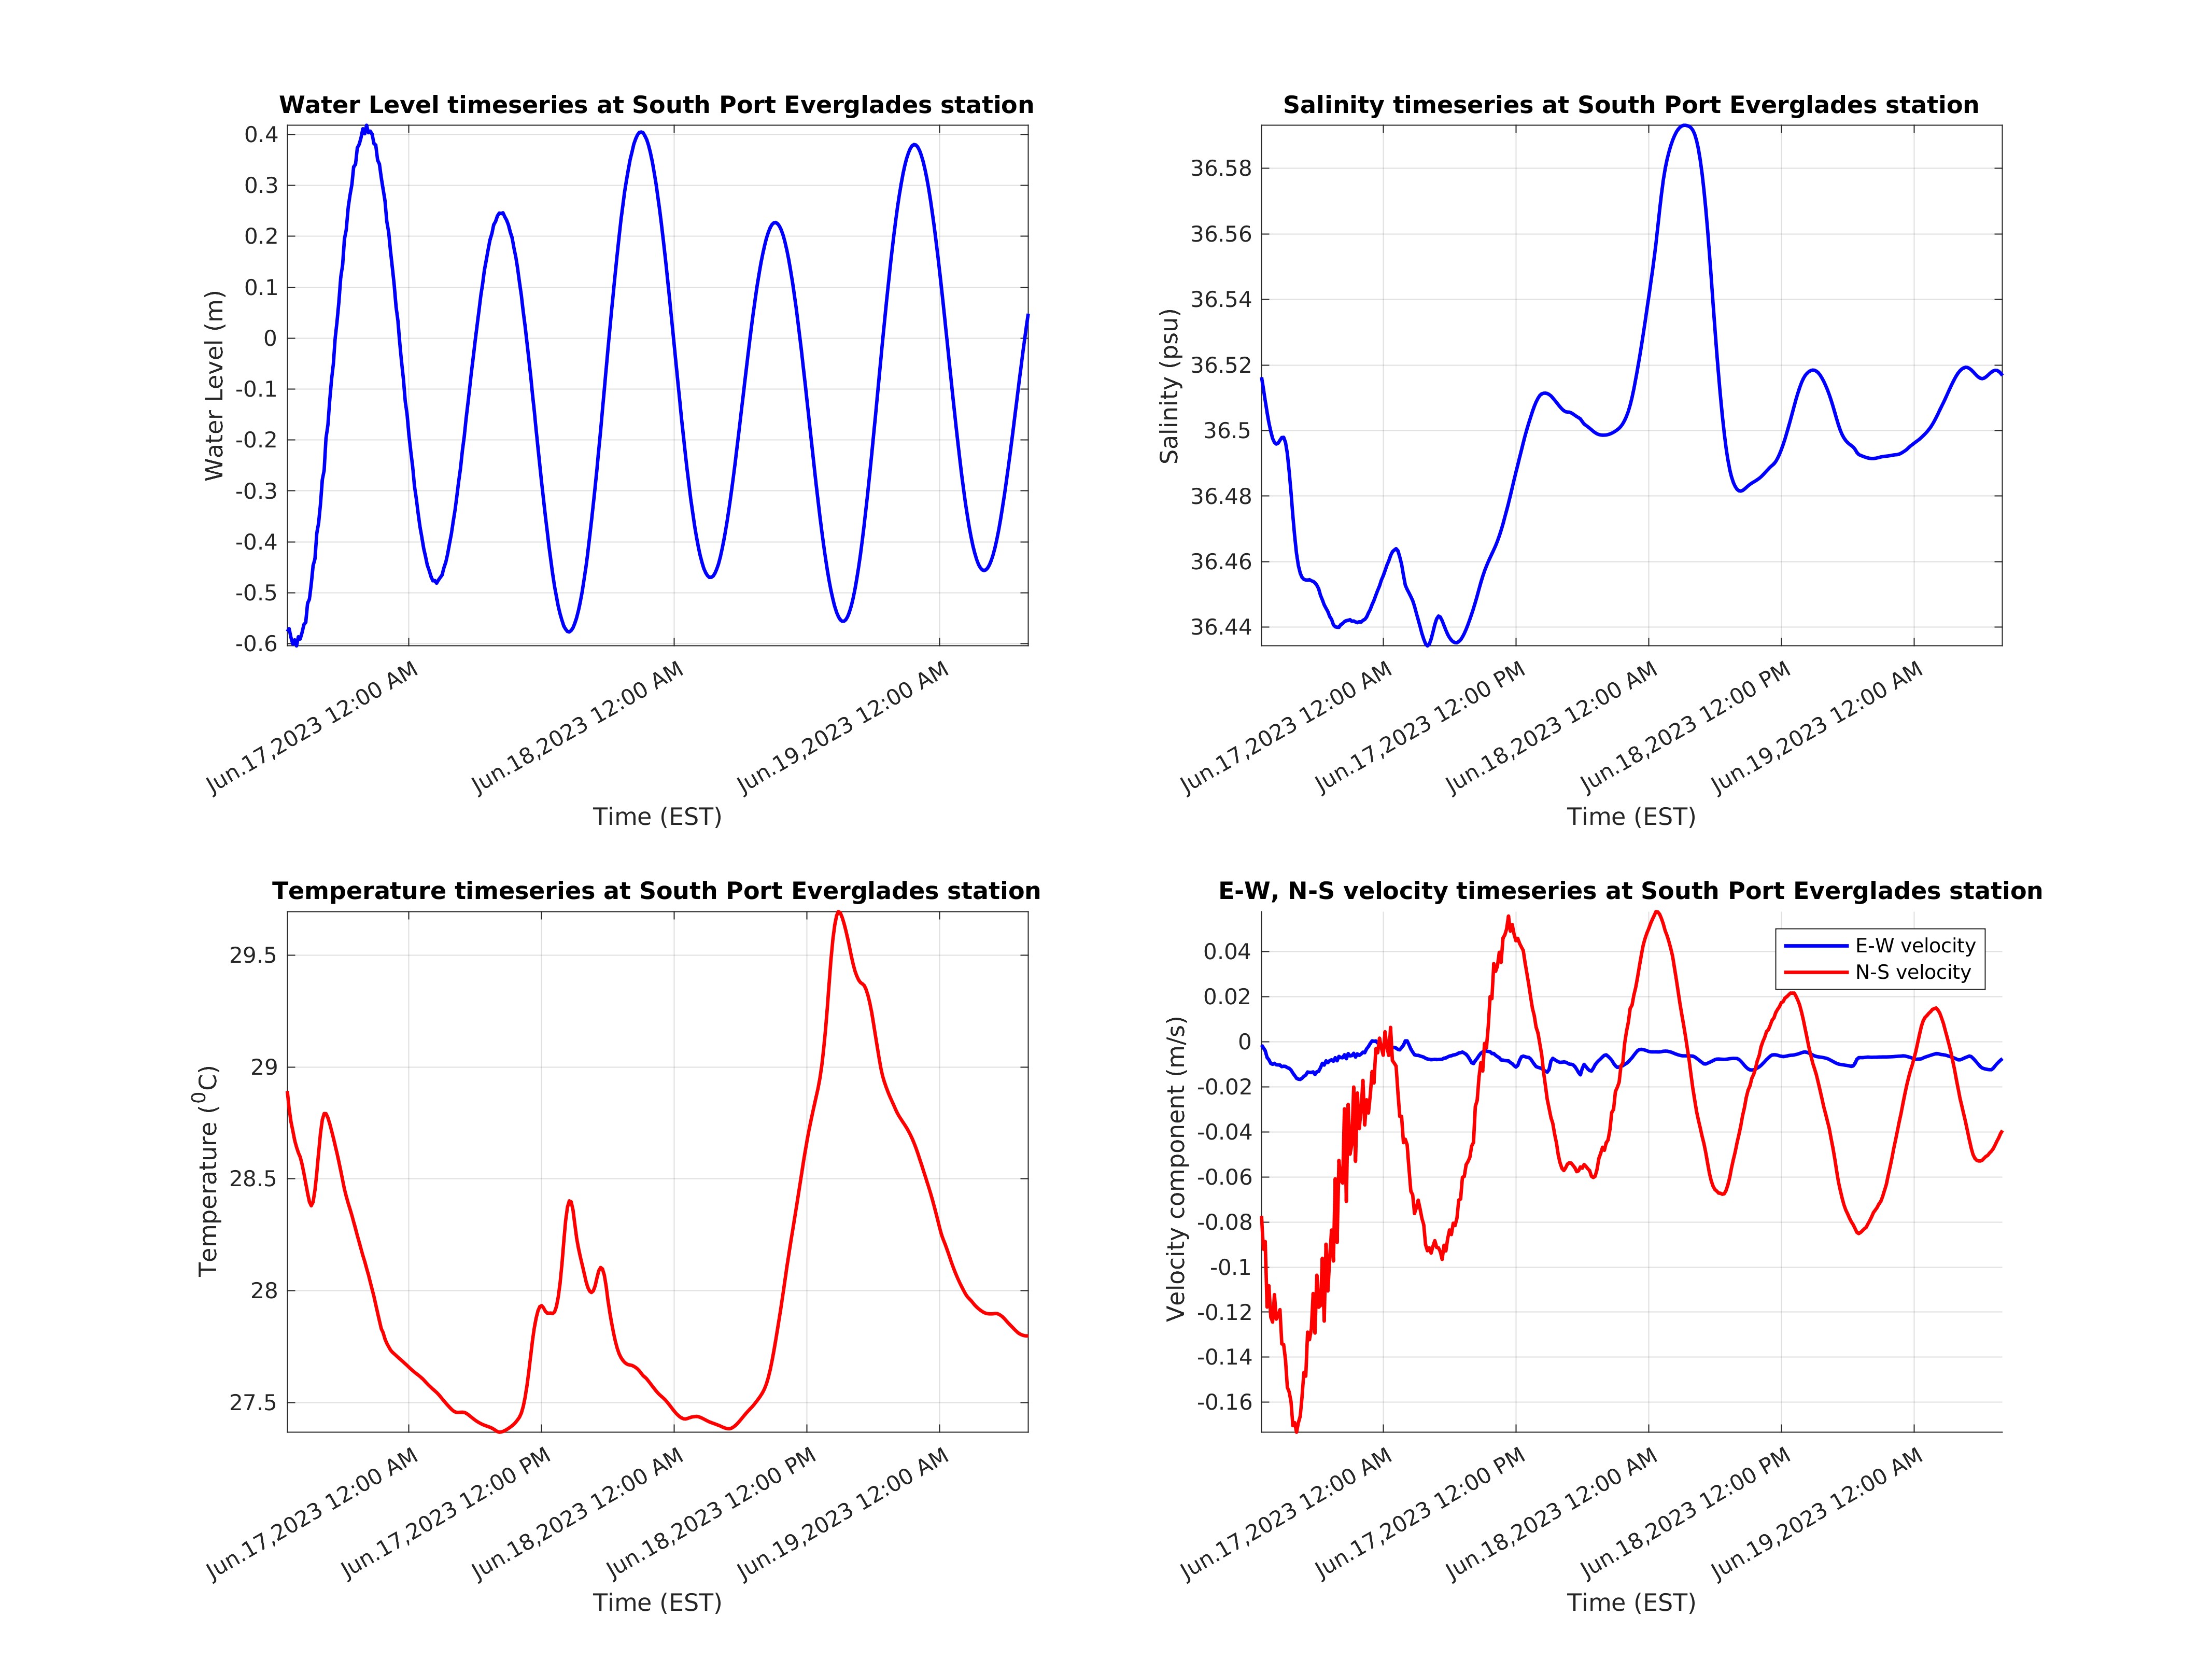 Water Level timeseries at South Port Everglades station
0.4
0.3
0.2
0.1
0
-0.1
-0.2
-0.3
-0.4
-0.5
-0.6
Water Level (m)
Jun.17,2023 12:00 AM
Jun.18,2023 12:00 AM
Jun.19,2023 12:00 AM
Time (EST)
Salinity timeseries at South Port Everglades station
36.58
36.56
36.54
36.52
36.5
36.48
36.46
36.44
Salinity (psu)
Jun.17,2023 12:00 AM
Jun.17,2023 12:00 PM
Jun.18,2023 12:00 AM
Jun.18,2023 12:00 PM
Jun.19,2023 12:00 AM
Time (EST)
Temperature timeseries at South Port Everglades station
29.5
29
28.5
28
27.5
Temperature (⁰C)
Jun.17,2023 12:00 AM
Jun.17,2023 12:00 PM
Jun.18,2023 12:00 AM
Jun.18,2023 12:00 PM
Jun.19,2023 12:00 AM
Time (EST)
E-W, N-S velocity timeseries at South Port Everglades station
E-W velocity
N-S velocity
0.04
0.02
0
-0.02
-0.04
-0.06
-0.08
-0.1
-0.12
-0.14
-0.16
Velocity component (m/s)
Jun.17,2023 12:00 AM
Jun.17,2023 12:00 PM
Jun.18,2023 12:00 AM
Jun.18,2023 12:00 PM
Jun.19,2023 12:00 AM
Time (EST)